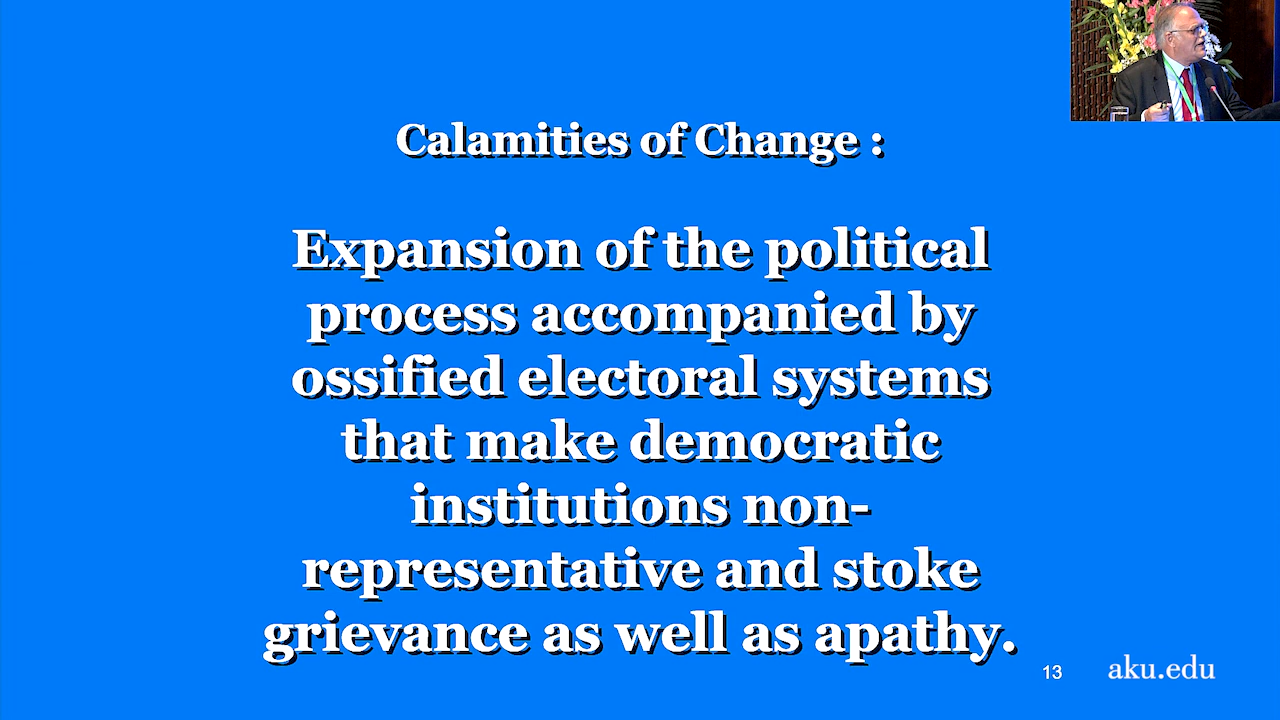 Calamities of Change :
Expansion of the political
process accompanied by
ossified electoral systems
that make democratic
institutions non-
representative and stoke
grievance as well as apathy.
13
aku.edu